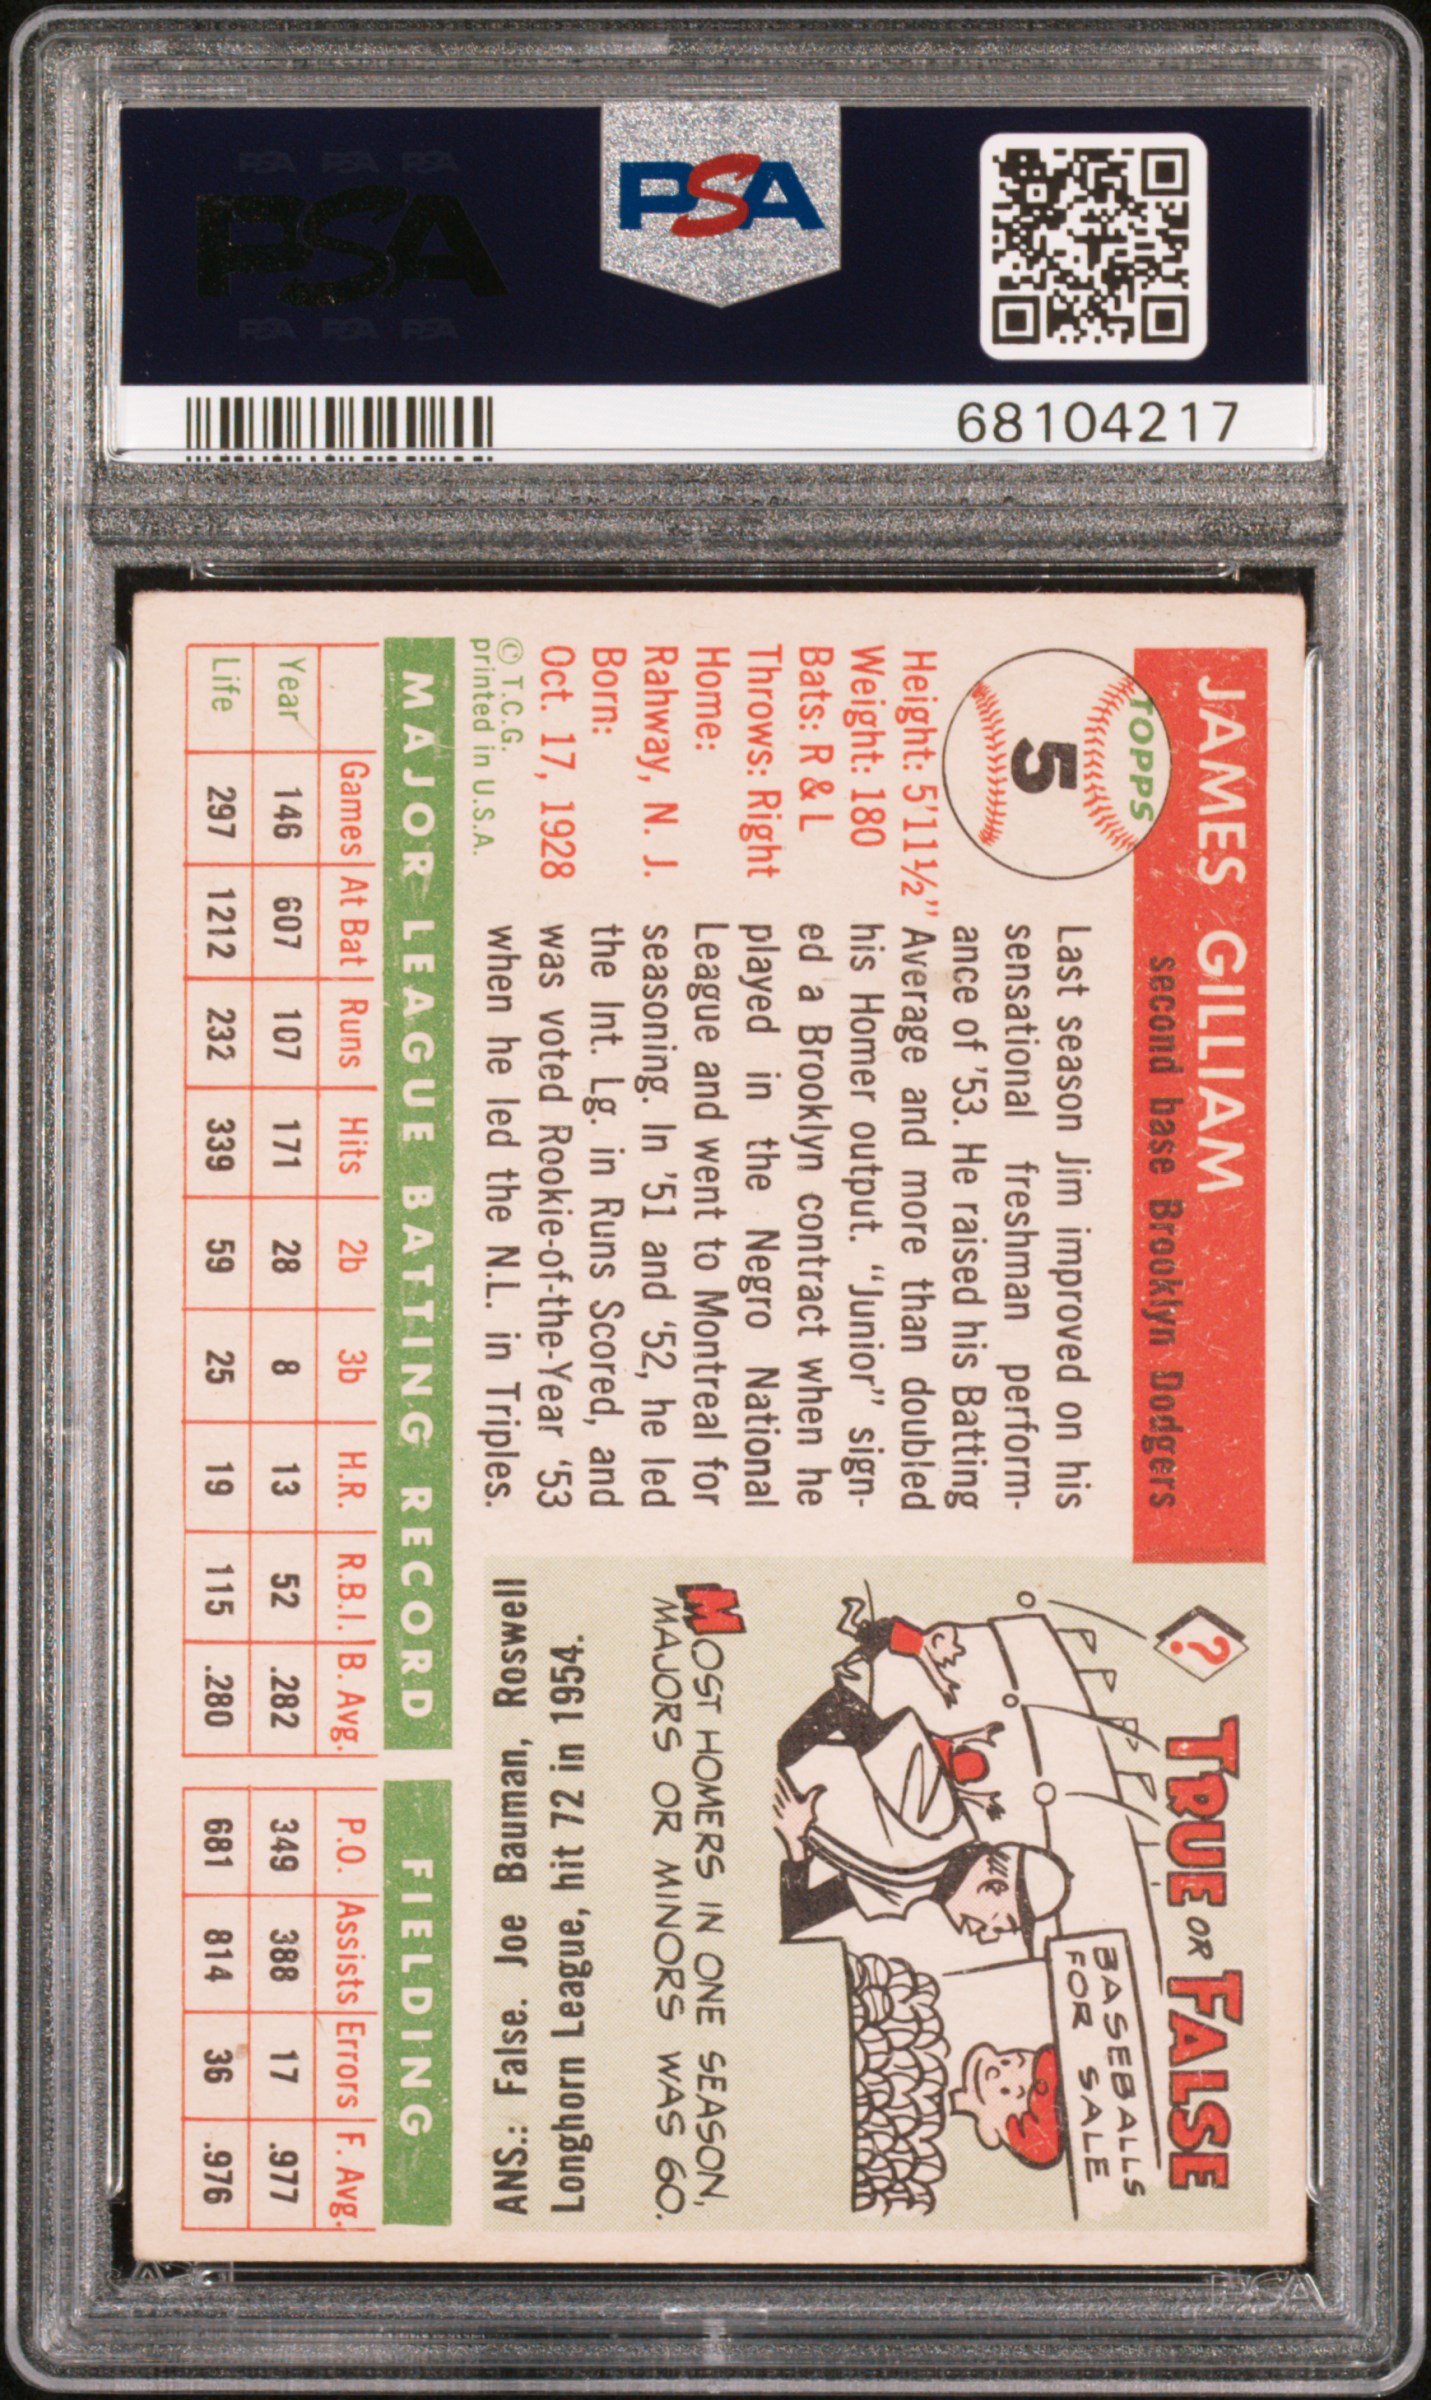 PSA PSA PSA
PSA
PSA PSA PSA
PSA
68104217
JAMES GILLIAM
second base Brooklyn Dodgers
TOPPS
5
Height: 5'11½"
Weight: 180
Bats: R & L
Throws: Right
Home:
Rahway, N. J.
Born:
Oct. 17, 1928
© T.C.G.
printed in U.S.A.
Last season Jim improved on his
sensational freshman perform-
ance of '53. He raised his Batting
Average and more than doubled
his Homer output. "Junior" sign-
ed a Brooklyn contract when he
played in the Negro National
League and went to Montreal for
seasoning. In '51 and '52, he led
the Int. Lg. in Runs Scored, and
was voted Rookie-of-the-Year '53
when he led the N.L. in Triples.
? TRUE OR FALSE
BASEBALLS
FOR SALE
MOST HOMERS IN ONE SEASON,
MAJORS OR MINORS WAS 60.
ANS.: False. Joe Bauman, Roswell
Longhorn League, hit 72 in 1954.
MAJOR LEAGUE BATTING RECORD FIELDING
Games At Bat Runs Hits 2b 3b H.R. R.B.I. B. Avg. P.O. Assists Errors F. Avg.
Year 146 607 107 171 28 8 13 52 .282 349 388 17 .977
Life 297 1212 232 339 59 25 19 115 .280 681 814 36 .976
PSA